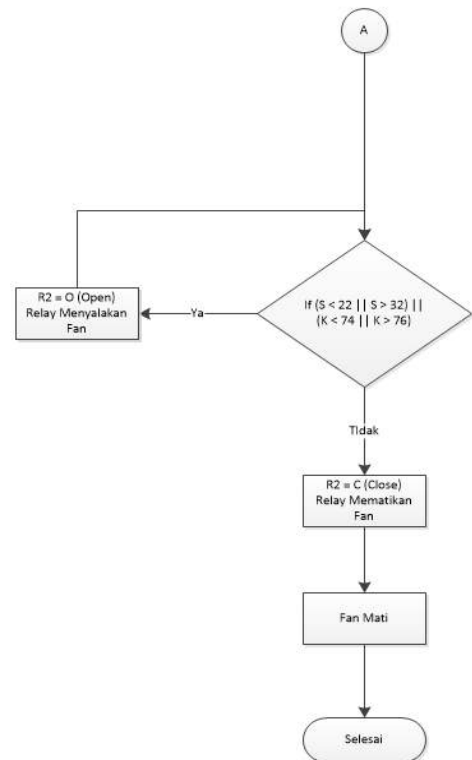 A
If (S < 22 || S > 32) ||
(K < 74 || K > 76)
Ya
R2 = O (Open)
Relay Menyalakan
Fan
TIdak
R2 = C (Close)
Relay Mematikan
Fan
Fan Mati
Selesai